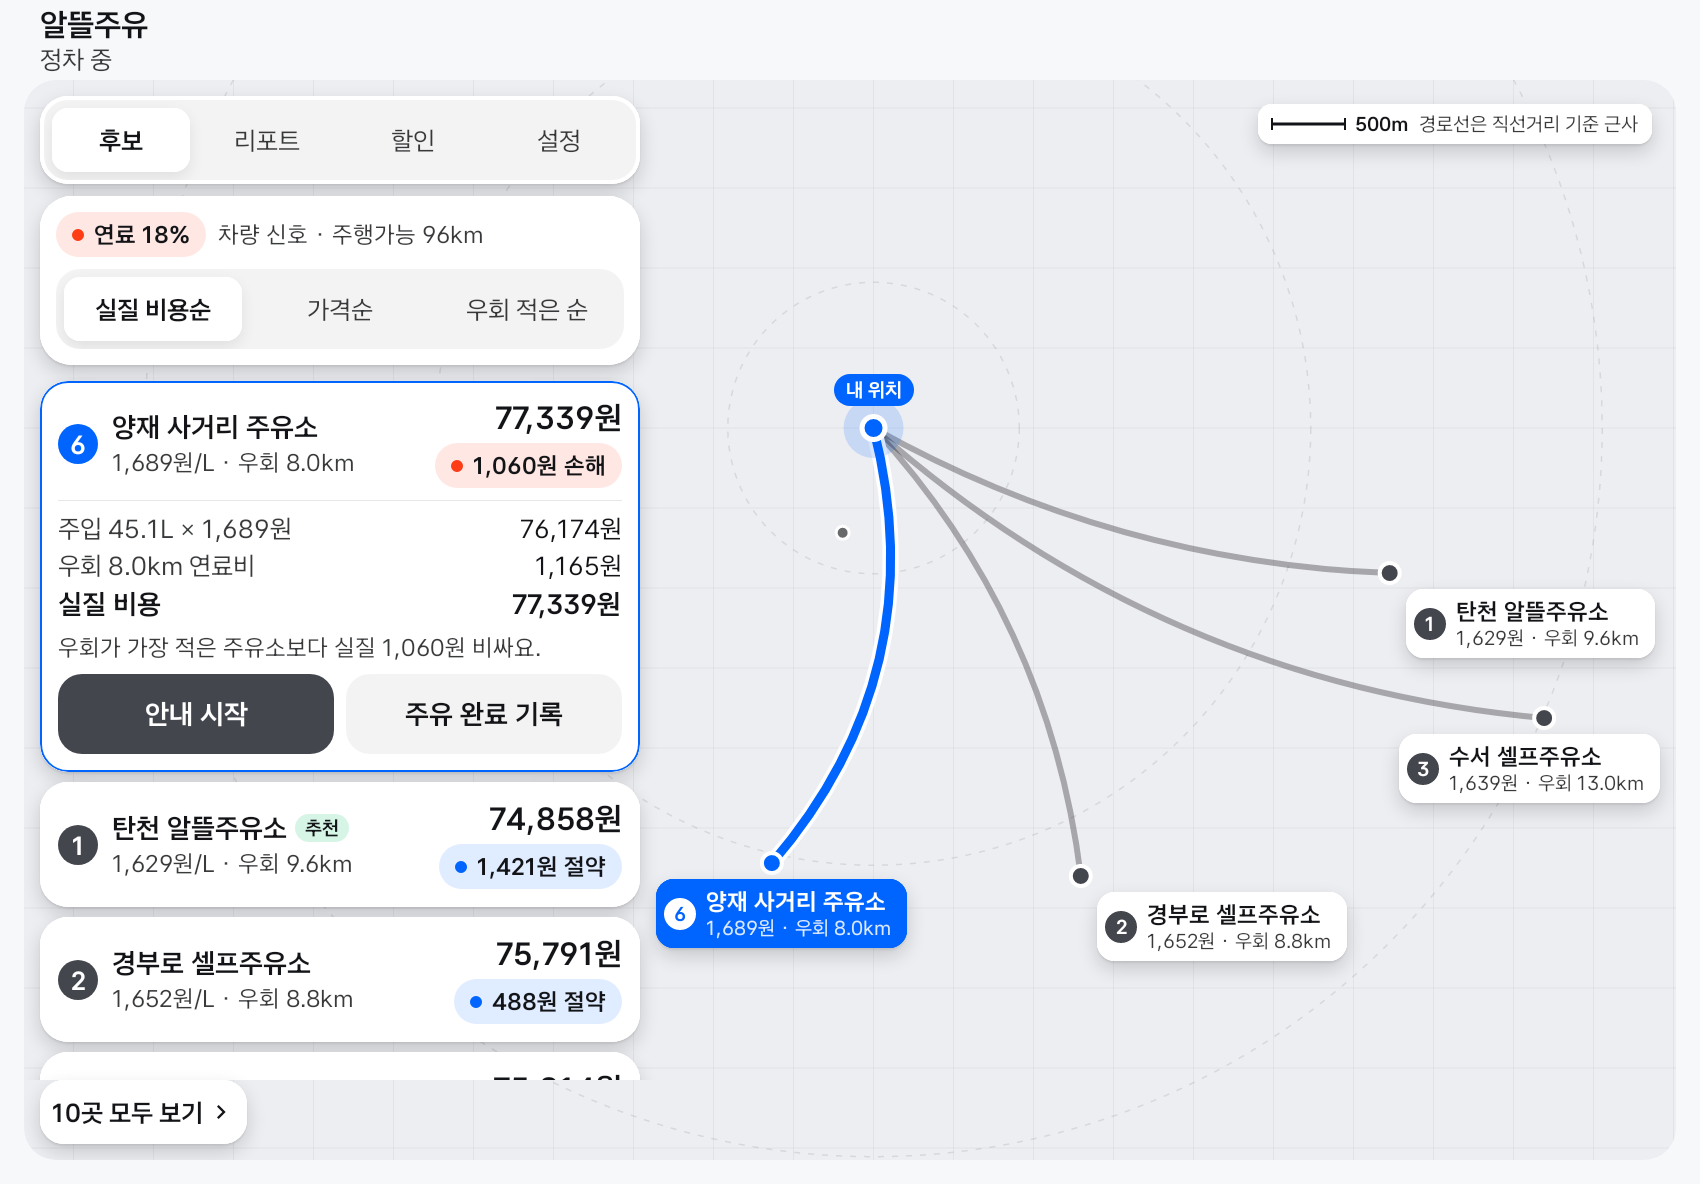 알뜰주유
정차 중
후보
리포트
할인
설정
500m 경로선은 직선거리 기준 근사
연료 18% 차량 신호 · 주행가능 96km
실질 비용순
가격순
우회 적은 순
6
양재 사거리 주유소
1,689원/L · 우회 8.0km
77,339원
1,060원 손해
주입 45.1L × 1,689원
76,174원
우회 8.0km 연료비
1,165원
실질 비용
77,339원
우회가 가장 적은 주유소보다 실질 1,060원 비싸요.
안내 시작
주유 완료 기록
1
탄천 알뜰주유소 추천
1,629원/L · 우회 9.6km
74,858원
1,421원 절약
2
경부로 셀프주유소
1,652원/L · 우회 8.8km
75,791원
488원 절약
10곳 모두 보기
내 위치
1
탄천 알뜰주유소
1,629원 · 우회 9.6km
3
수서 셀프주유소
1,639원 · 우회 13.0km
6
양재 사거리 주유소
1,689원 · 우회 8.0km
2
경부로 셀프주유소
1,652원 · 우회 8.8km